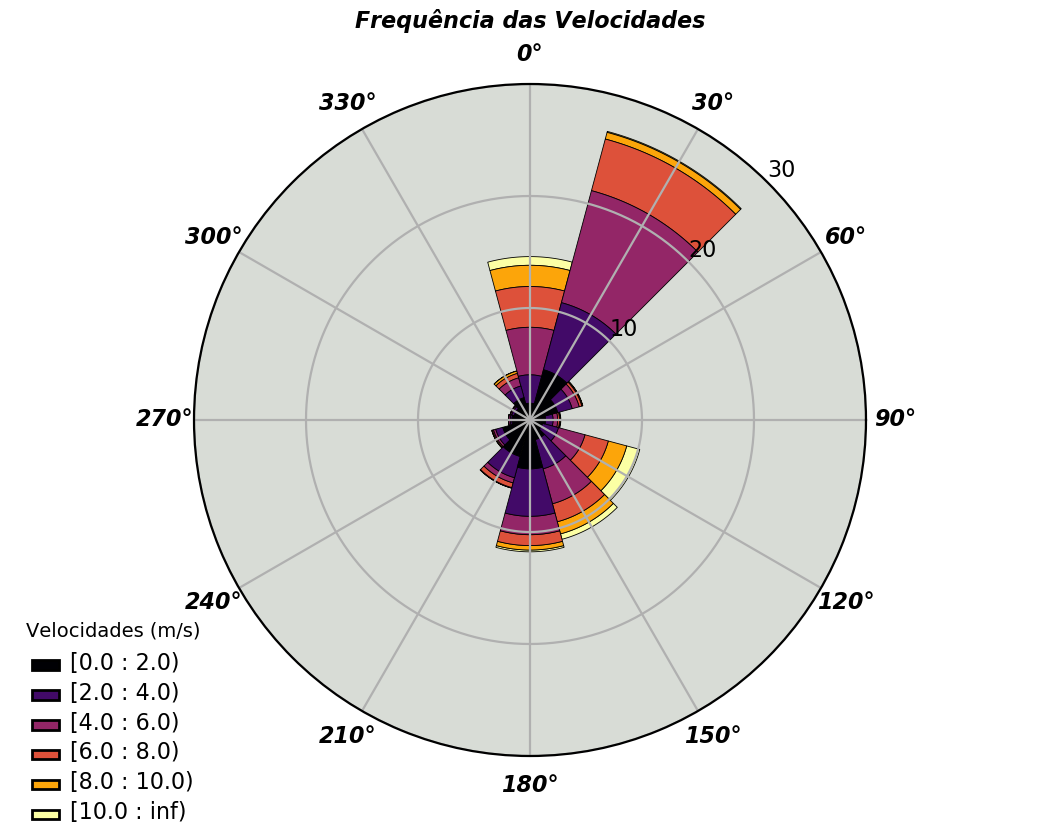 Frequência das Velocidades
0°
330°
30°
30
300°
60°
20
10
270°
90°
240°
120°
210°
150°
180°
Velocidades (m/s)
[0.0 : 2.0)
[2.0 : 4.0)
[4.0 : 6.0)
[6.0 : 8.0)
[8.0 : 10.0)
[10.0 : inf)